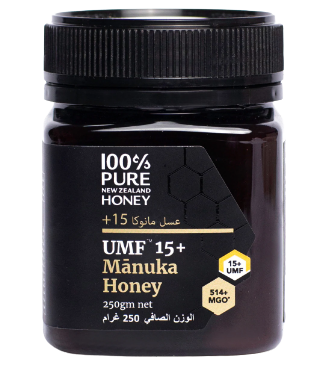 100%
PURE
NEW ZEALAND
HONEY
عسل مانوكا 15+
UMF™ 15+
Mānuka
Honey
250gm net
الوزن الصافي 250 غرام
15+
UMF
514+
MGO*